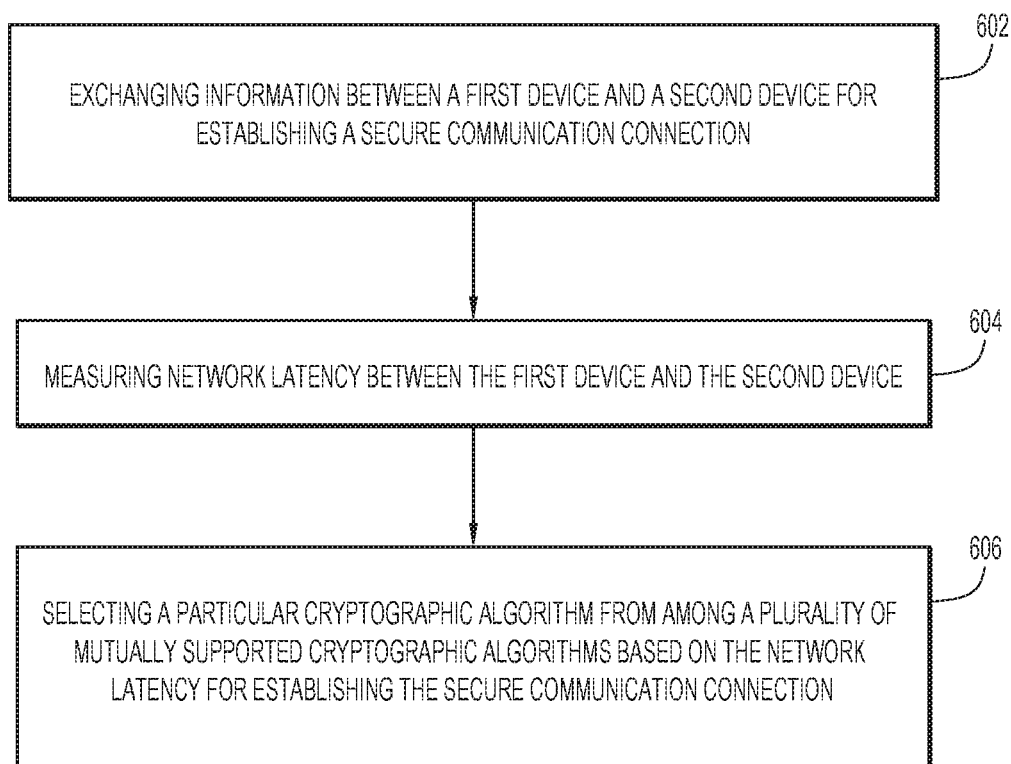 602
EXCHANGING INFORMATION BETWEEN A FIRST DEVICE AND A SECOND DEVICE FOR
ESTABLISHING A SECURE COMMUNICATION CONNECTION
604
MEASURING NETWORK LATENCY BETWEEN THE FIRST DEVICE AND THE SECOND DEVICE
606
SELECTING A PARTICULAR CRYPTOGRAPHIC ALGORITHM FROM AMONG A PLURALITY OF
MUTUALLY SUPPORTED CRYPTOGRAPHIC ALGORITHMS BASED ON THE NETWORK
LATENCY FOR ESTABLISHING THE SECURE COMMUNICATION CONNECTION